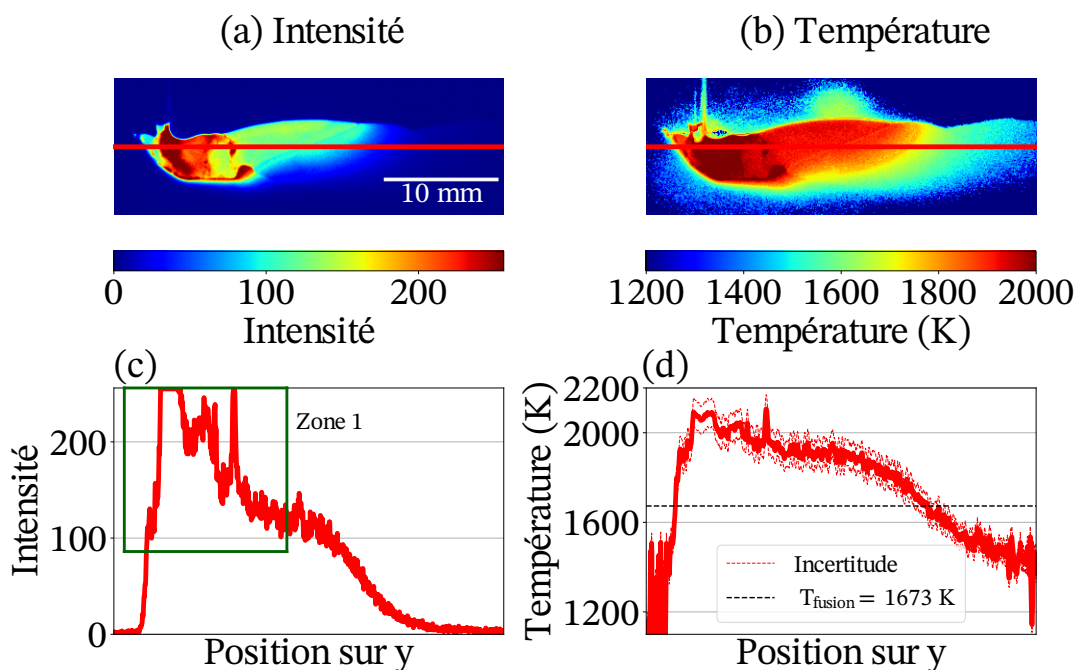 (a) Intensité
(b) Température
10 mm
0 100 200
Intensité
1200 1400 1600 1800 2000
Température (K)
(c)
Intensité
200
100
0
Zone 1
Position sur y
(d)
Température (K)
2200
2000
1600
1200
Incertitude
Tfusion = 1673 K
Position sur y